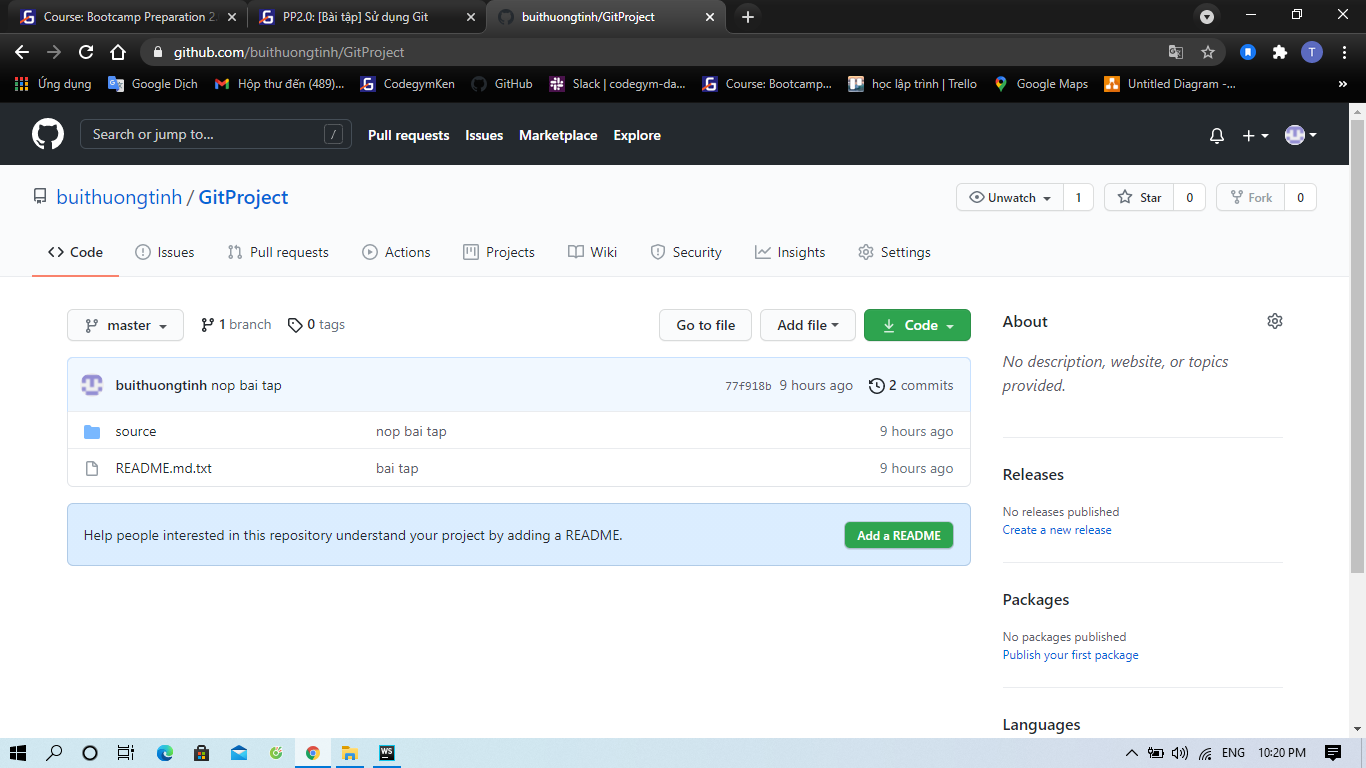 Course: Bootcamp Preparation 2.
PP2.0: [Bài tập] Sử dụng Git
buithuongtinh/GitProject
github.com/buithuongtinh/GitProject
T
Ứng dụng
Google Dịch
Hộp thư đến (489)...
CodegymKen
GitHub
Slack | codegym-da...
Course: Bootcamp...
học lập trình | Trello
Google Maps
Untitled Diagram -...
»
Search or jump to...
/
Pull requests
Issues
Marketplace
Explore
buithuongtinh / GitProject
Unwatch
1
Star
0
Fork
0
Code
Issues
Pull requests
Actions
Projects
Wiki
Security
Insights
Settings
master
1 branch
0 tags
Go to file
Add file
Code
buithuongtinh nop bai tap
77f918b 9 hours ago
2 commits
source
nop bai tap
9 hours ago
README.md.txt
bai tap
9 hours ago
Help people interested in this repository understand your project by adding a README.
Add a README
About
No description, website, or topics
provided.
Releases
No releases published
Create a new release
Packages
No packages published
Publish your first package
Languages
WS
ENG
10:20 PM